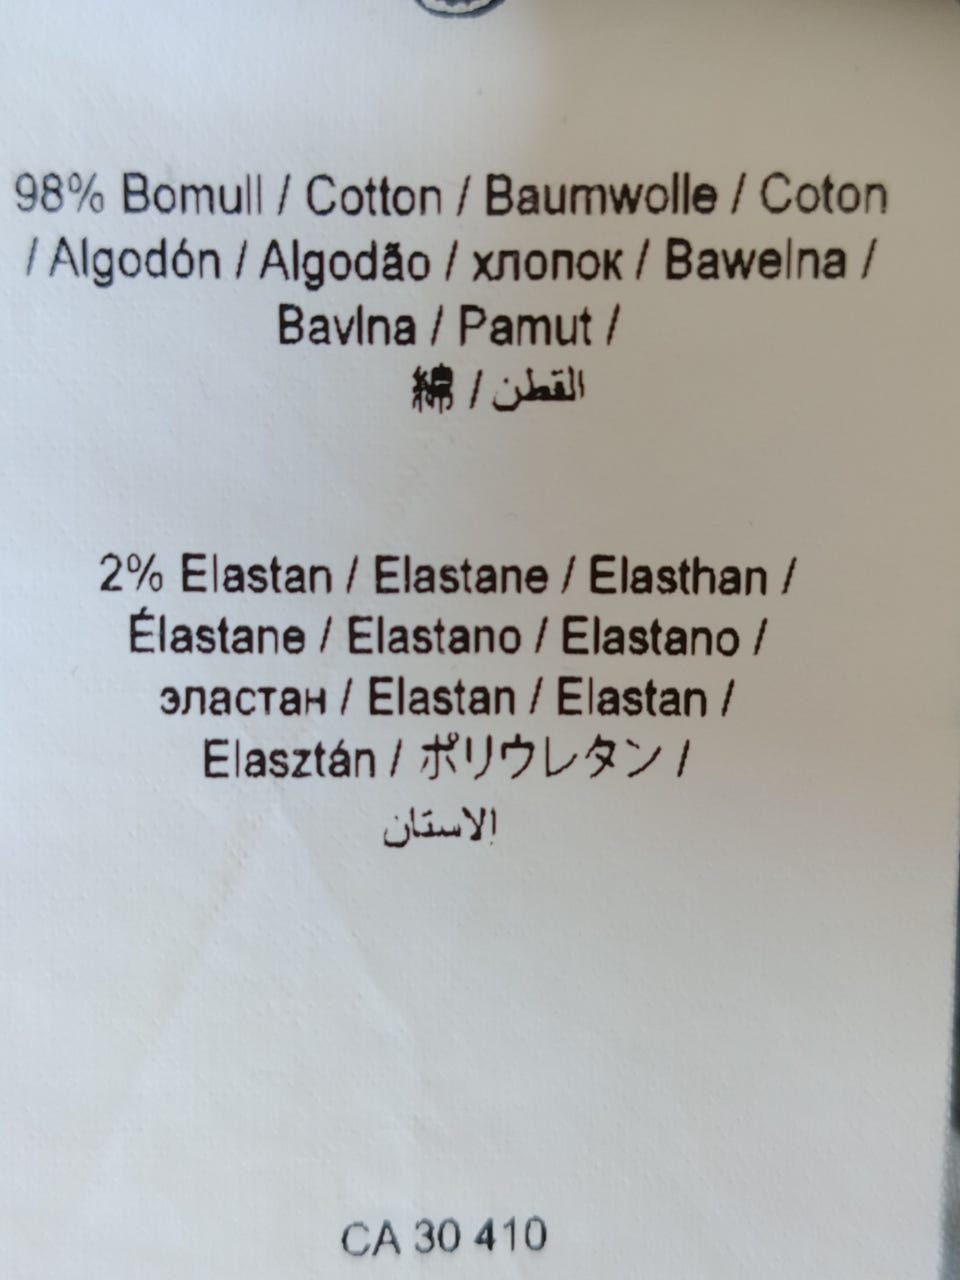 98% Bomull / Cotton / Baumwolle / Coton
/ Algodón / Algodão / хлопок / Bawelna /
Bavlna / Pamut /
綿 / القطن
2% Elastan / Elastane / Elasthan /
Élastane / Elastano / Elastano /
эластан / Elastan / Elastan /
Elasztán / ポリウレタン /
الاستان
CA 30 410